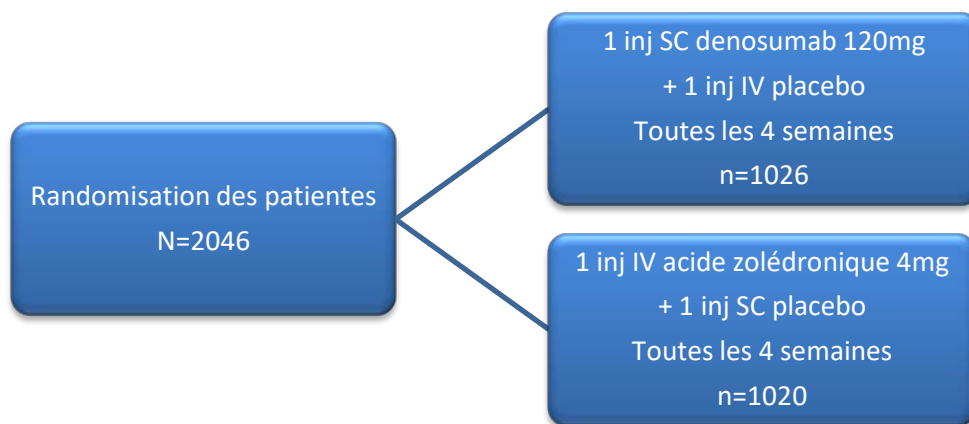 Randomisation des patientes
N=2046
1 inj SC denosumab 120mg
+ 1 inj IV placebo
Toutes les 4 semaines
n=1026
1 inj IV acide zolédronique 4mg
+ 1 inj SC placebo
Toutes les 4 semaines
n=1020